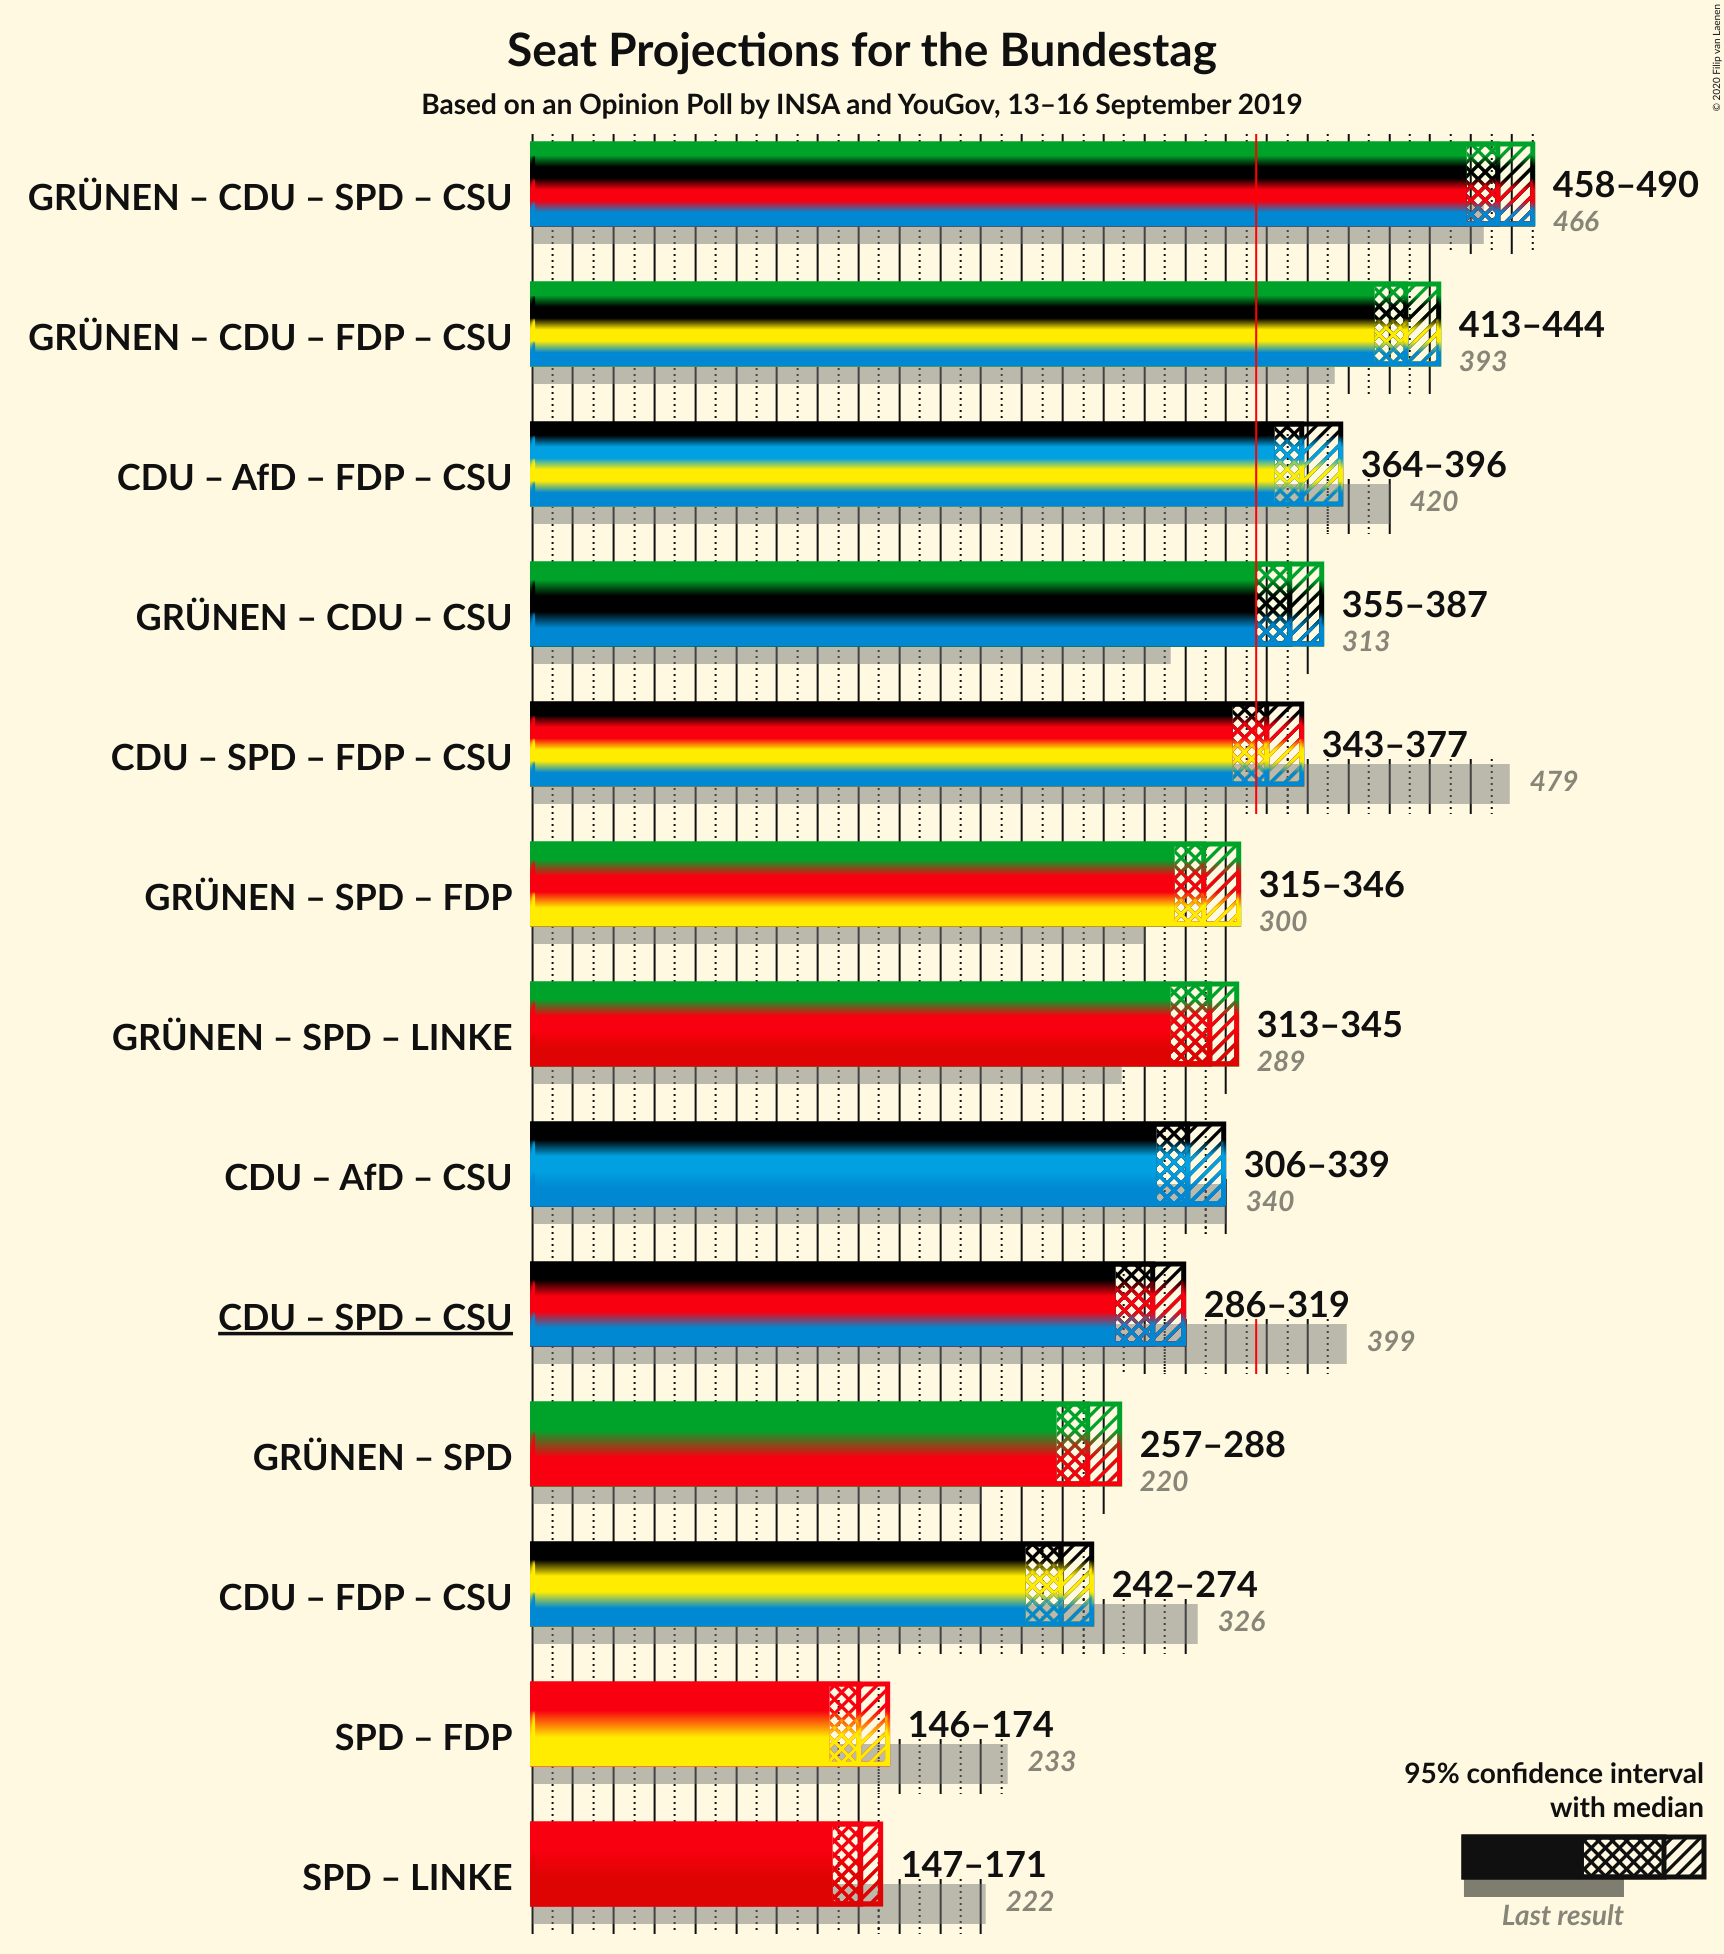 Seat Projections for the Bundestag
Based on an Opinion Poll by INSA and YouGov, 13–16 September 2019
© 2020 Filip van Laenen
GRÜNEN – CDU – SPD – CSU
458–490
466
GRÜNEN – CDU – FDP – CSU
413–444
393
CDU – AfD – FDP – CSU
364–396
420
GRÜNEN – CDU – CSU
355–387
313
CDU – SPD – FDP – CSU
343–377
479
GRÜNEN – SPD – FDP
315–346
300
GRÜNEN – SPD – LINKE
313–345
289
CDU – AfD – CSU
306–339
340
CDU – SPD – CSU
286–319
399
GRÜNEN – SPD
257–288
220
CDU – FDP – CSU
242–274
326
SPD – FDP
146–174
233
SPD – LINKE
147–171
222
95% confidence interval
with median
Last result